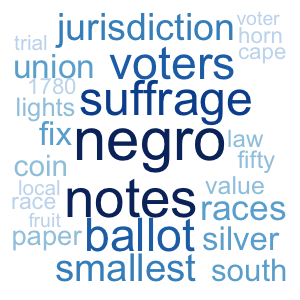 jurisdiction voter
trial horn
union voters cape
1780 suffrage
lights
fix negro law
coin fifty
local notes value
race races
fruit ballot silver
paper
smallest south